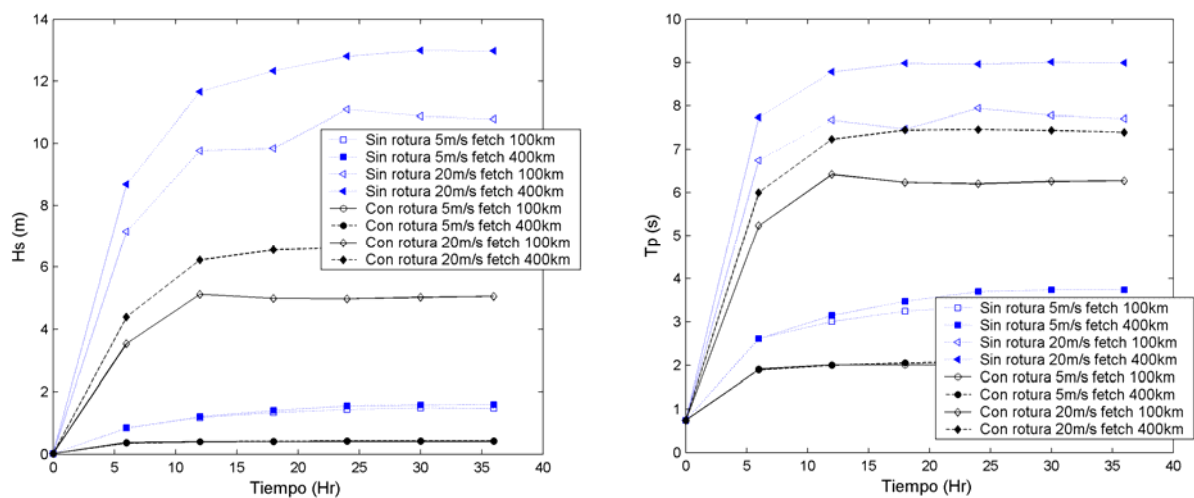 14
12
10
8
6
4
2
0
Hs (m)
0 5 10 15 20 25 30 35 40
Tiempo (Hr)
Sin rotura 5m/s fetch 100km
Sin rotura 5m/s fetch 400km
Sin rotura 20m/s fetch 100km
Sin rotura 20m/s fetch 400km
Con rotura 5m/s fetch 100km
Con rotura 5m/s fetch 400km
Con rotura 20m/s fetch 100km
Con rotura 20m/s fetch 400km
10
9
8
7
6
5
4
3
2
1
0
Tp (s)
0 5 10 15 20 25 30 35 40
Tiempo (Hr)
Sin rotura 5m/s fetch 100km
Sin rotura 5m/s fetch 400km
Sin rotura 20m/s fetch 100km
Sin rotura 20m/s fetch 400km
Con rotura 5m/s fetch 100km
Con rotura 5m/s fetch 400km
Con rotura 20m/s fetch 100km
Con rotura 20m/s fetch 400km